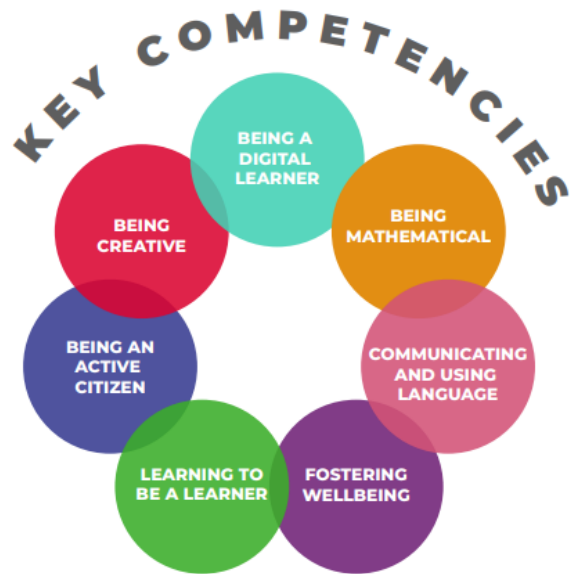 KEY COMPETENCIES
BEING A
DIGITAL
LEARNER
BEING
MATHEMATICAL
COMMUNICATING
AND USING
LANGUAGE
FOSTERING
WELLBEING
LEARNING TO
BE A LEARNER
BEING AN
ACTIVE
CITIZEN
BEING
CREATIVE